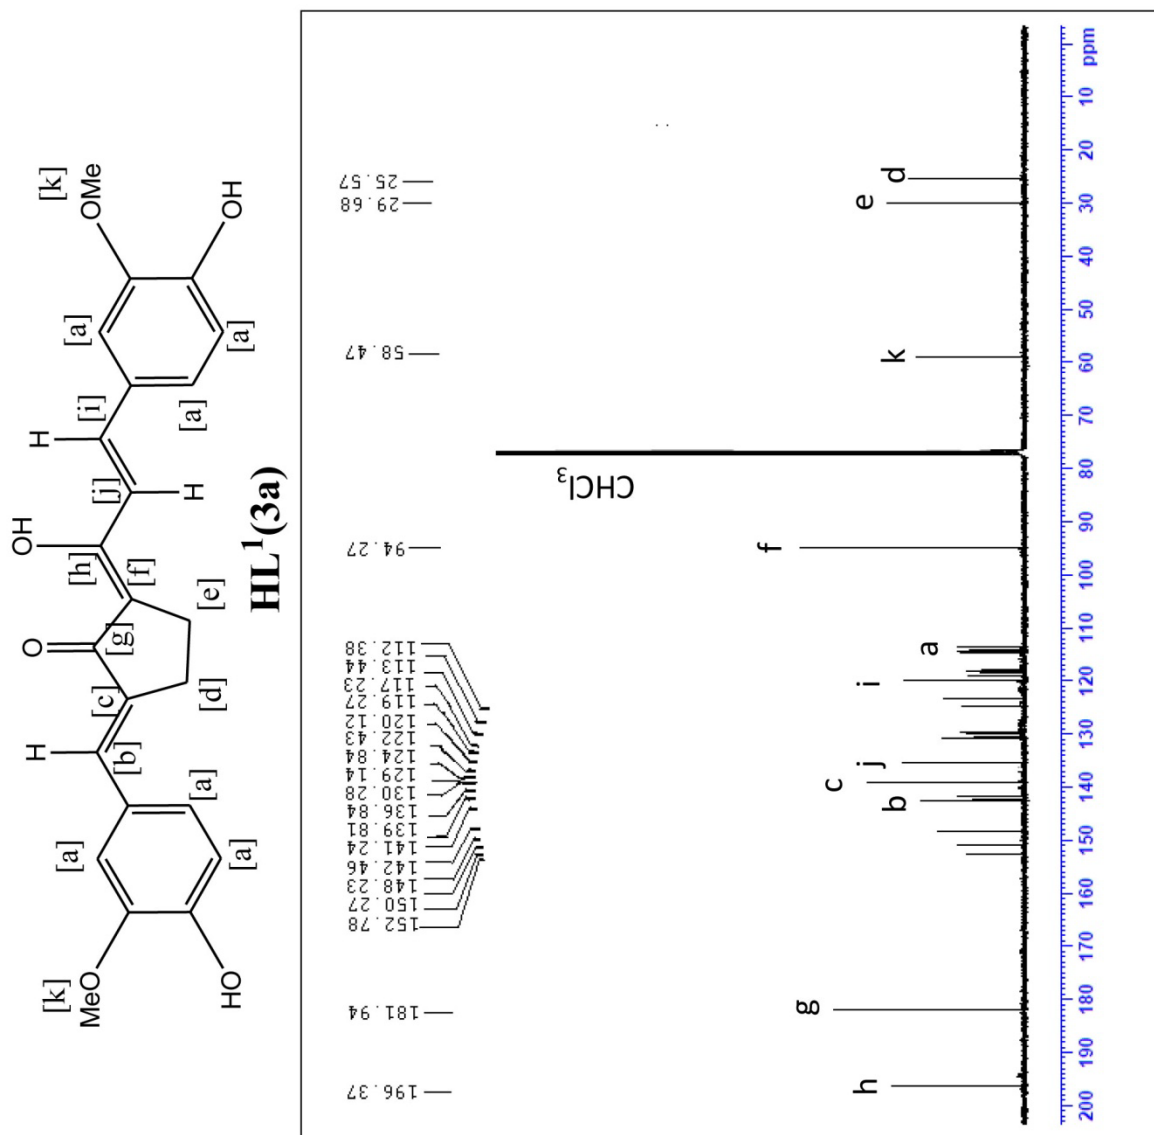 [k]
OMe
OH
[a]
[a]
[a]
[i]
H
[j]
H
OH
[h]
[f]
[e]
O
[g]
[d]
[c]
H
[b]
[a]
[a]
[a]
[k]
MeO
HO
HL¹(3a)
196.37
181.94
152.78
150.27
148.23
142.46
141.24
139.81
136.84
130.28
129.14
124.84
122.43
120.12
119.27
117.23
113.44
112.38
94.27
58.47
29.68
25.57
h
g
b
c
j
i
a
f
CHCl₃
k
e
d
200
190
180
170
160
150
140
130
120
110
100
90
80
70
60
50
40
30
20
10
ppm